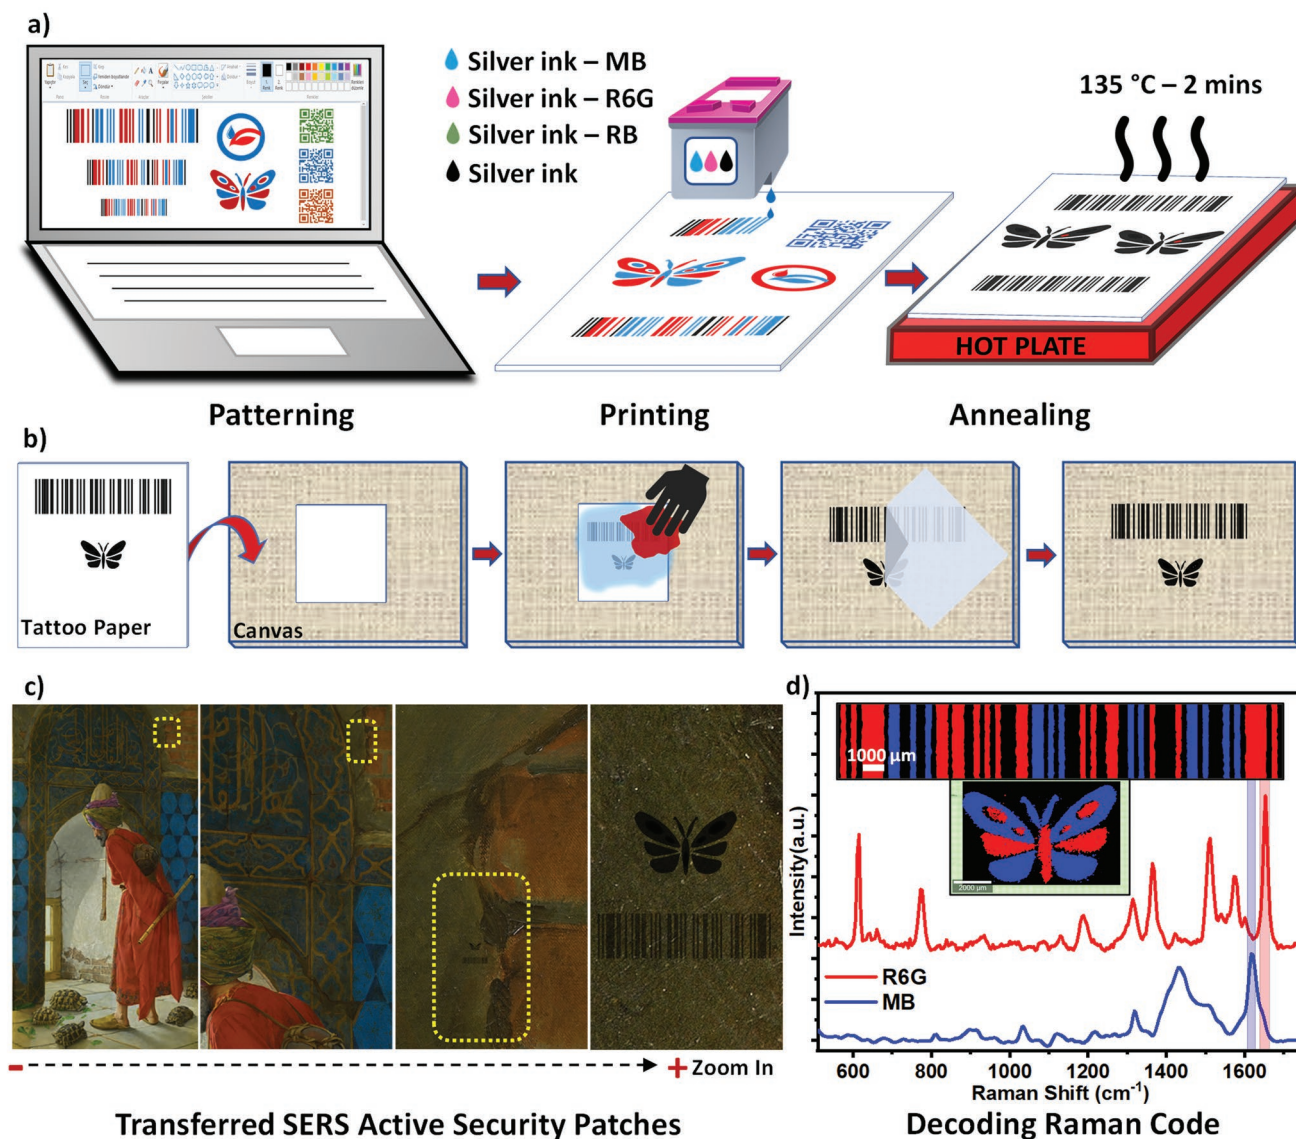 a)
Silver ink – MB
Silver ink – R6G
Silver ink – RB
Silver ink
135 °C – 2 mins
HOT PLATE
Patterning
Printing
Annealing
b)
Tattoo Paper
Canvas
c)
- + Zoom In
Transferred SERS Active Security Patches
d)
1000 µm
2000 µm
Intensity(a.u.)
R6G
MB
600 800 1000 1200 1400 1600
Raman Shift (cm-1)
Decoding Raman Code